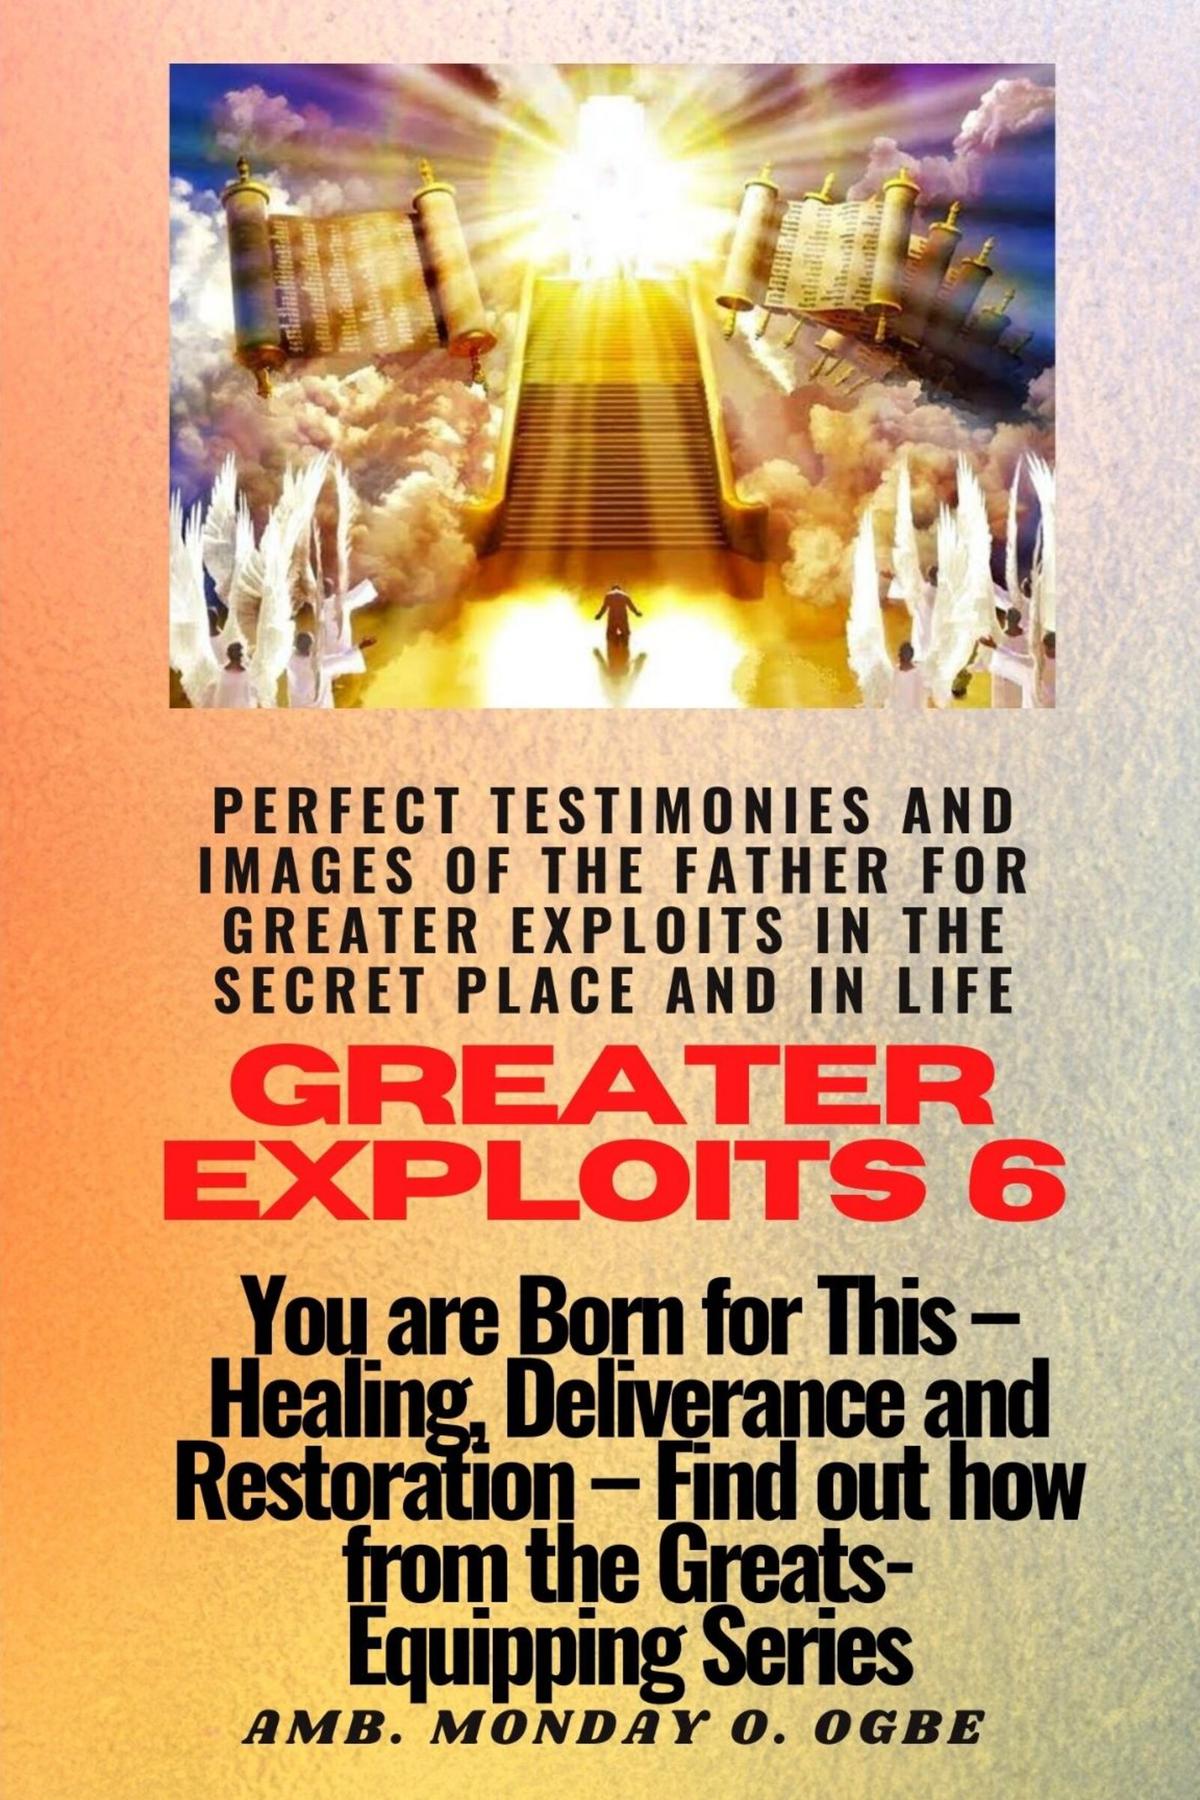 PERFECT TESTIMONIES AND
IMAGES OF THE FATHER FOR
GREATER EXPLOITS IN THE
SECRET PLACE AND IN LIFE
GREATER
EXPLOITS 6
You are Born for This –
Healing, Deliverance and
Restoration – Find out how
from the Greats-
Equipping Series
AMB. MONDAY O. OGBE